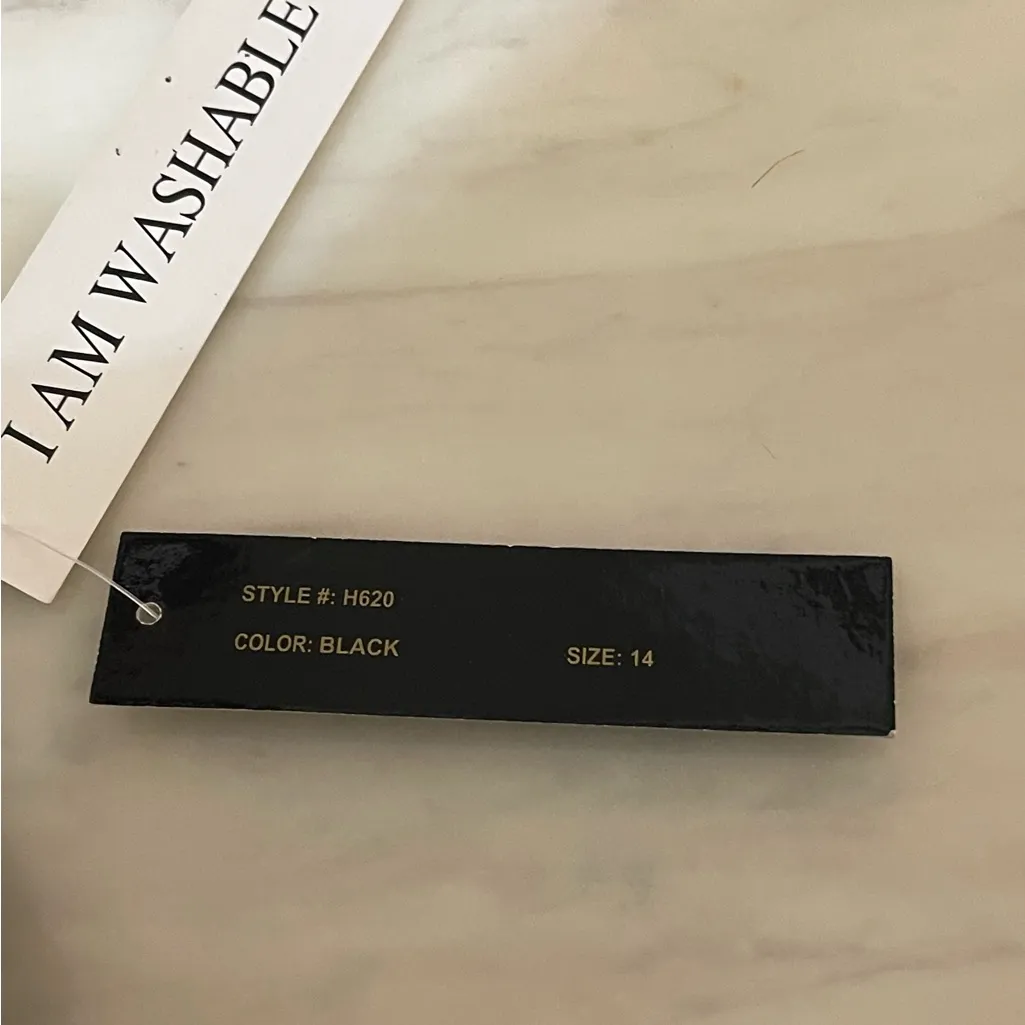 I AM WASHABLE
STYLE #: H620
COLOR: BLACK
SIZE: 14